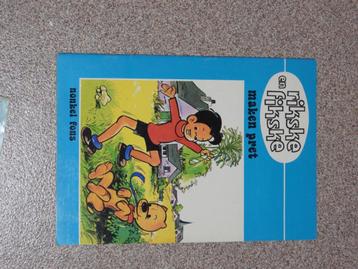 rikske
en
fikske
maken pret
nonkel fons